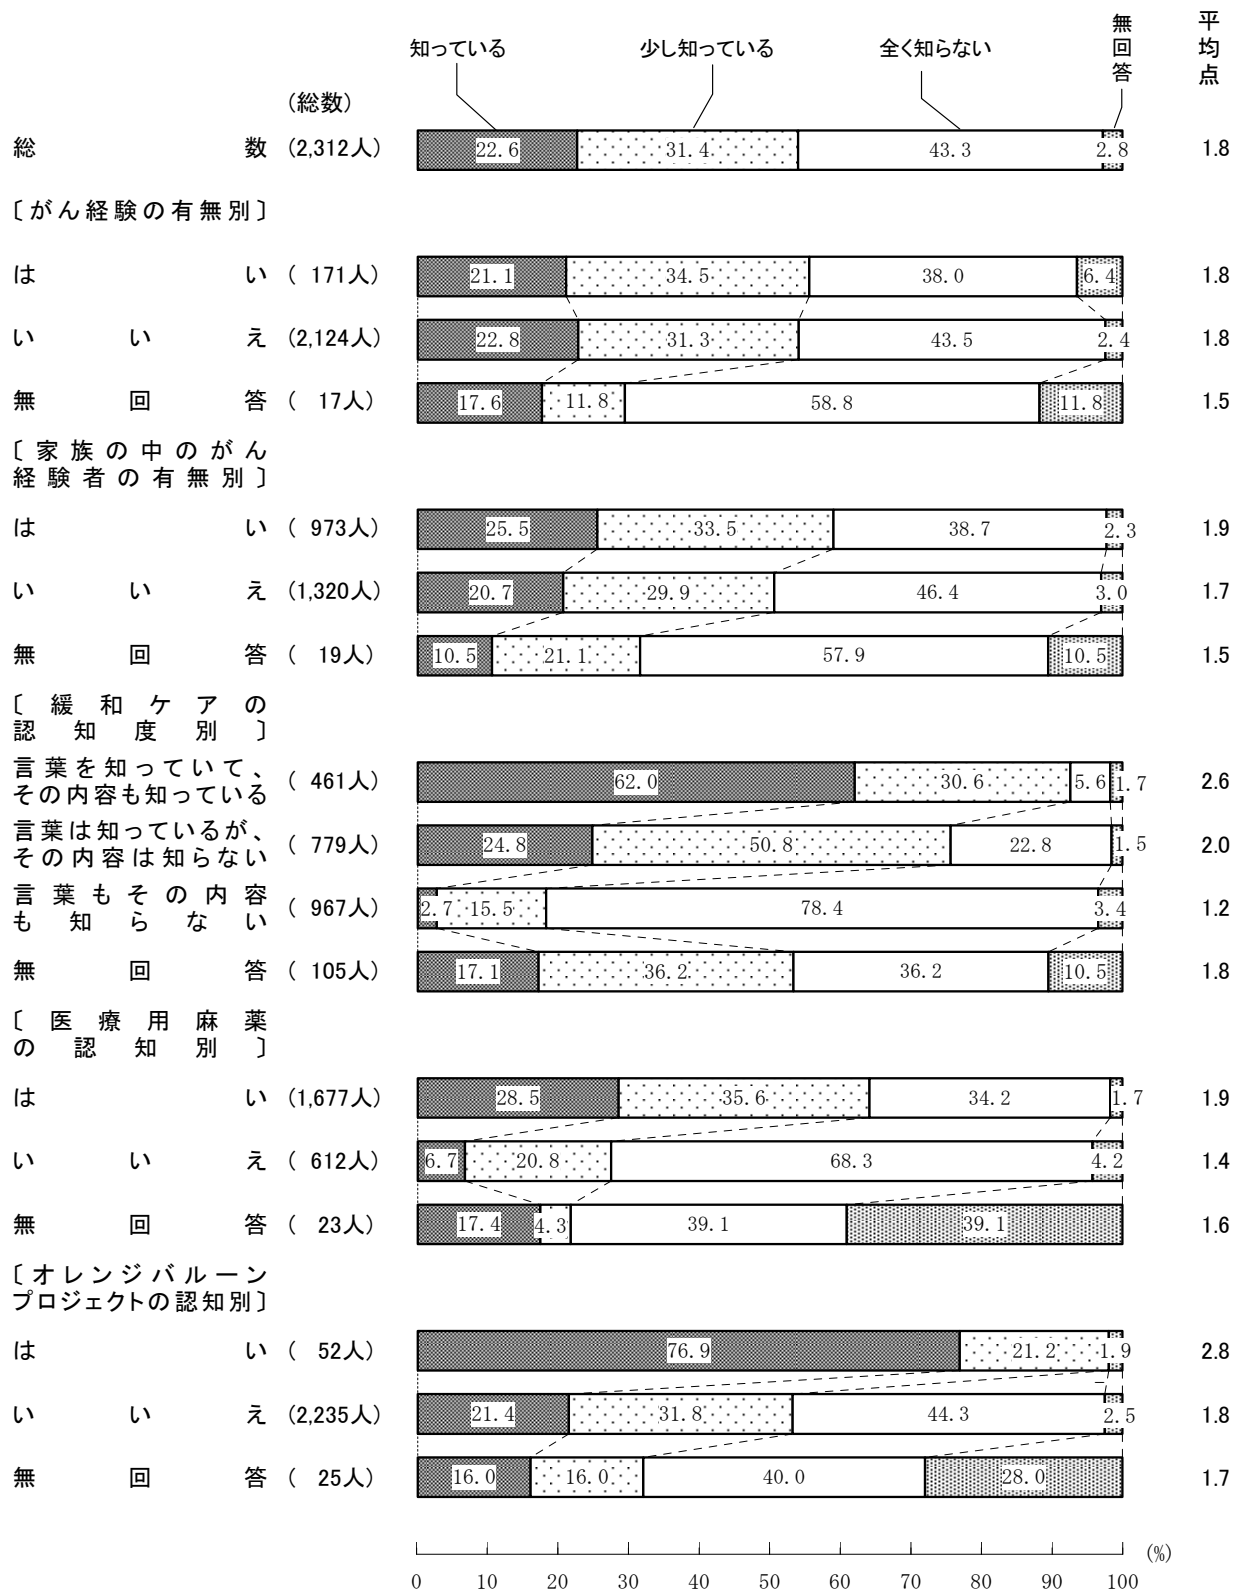 知っている 少し知っている 全く知らない 無回答 平均点
(総数)
総数 (2,312人) 22.6 31.4 43.3 2.8 1.8
〔がん経験の有無別〕
はい ( 171人) 21.1 34.5 38.0 6.4 1.8
いいえ (2,124人) 22.8 31.3 43.5 2.4 1.8
無回答 ( 17人) 17.6 11.8 58.8 11.8 1.5
〔家族の中のがん
経験者の有無別〕
はい ( 973人) 25.5 33.5 38.7 2.3 1.9
いいえ (1,320人) 20.7 29.9 46.4 3.0 1.7
無回答 ( 19人) 10.5 21.1 57.9 10.5 1.5
〔緩和ケアの
認知度別〕
言葉を知っていて、
その内容も知っている ( 461人) 62.0 30.6 5.6 1.7 2.6
言葉は知っているが、
その内容は知らない ( 779人) 24.8 50.8 22.8 1.5 2.0
言葉もその内容
も知らない ( 967人) 2.7 15.5 78.4 3.4 1.2
無回答 ( 105人) 17.1 36.2 36.2 10.5 1.8
〔医療用麻薬
の認知別〕
はい (1,677人) 28.5 35.6 34.2 1.7 1.9
いいえ ( 612人) 6.7 20.8 68.3 4.2 1.4
無回答 ( 23人) 17.4 4.3 39.1 39.1 1.6
〔オレンジバルーン
プロジェクトの認知別〕
はい ( 52人) 76.9 21.2 1.9 2.8
いいえ (2,235人) 21.4 31.8 44.3 2.5 1.8
無回答 ( 25人) 16.0 16.0 40.0 28.0 1.7
(%)
0 10 20 30 40 50 60 70 80 90 100